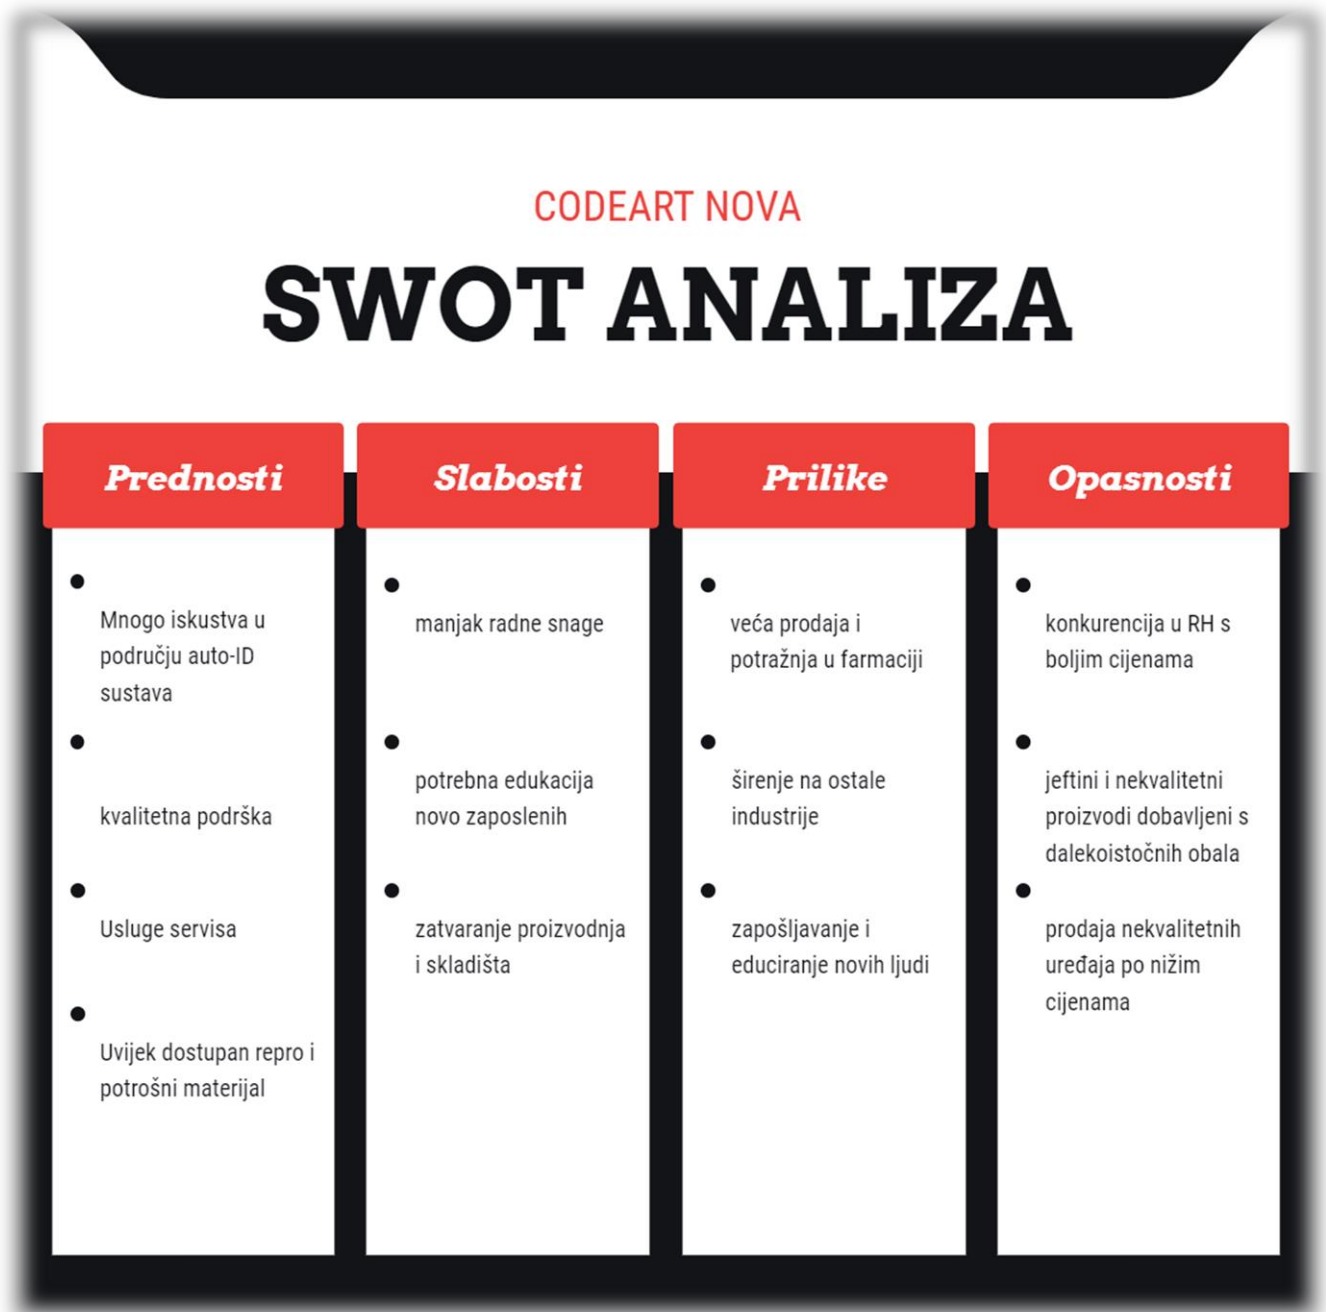 CODEART NOVA
SWOT ANALIZA
Prednosti
Mnogo iskustva u
području auto-ID
sustava
kvalitetna podrška
Usluge servisa
Uvijek dostupan repro i
potrošni materijal
Slabosti
manjak radne snage
potrebna edukacija
novo zaposlenih
zatvaranje proizvodnja
i skladišta
Prilike
veća prodaja i
potražnja u farmaciji
širenje na ostale
industrije
zapošljavanje i
educiranje novih ljudi
Opasnosti
konkurencija u RH s
boljim cijenama
jeftini i nekvalitetni
proizvodi dobavljeni s
dalekoistočnih obala
prodaja nekvalitetnih
uređaja po nižim
cijenama